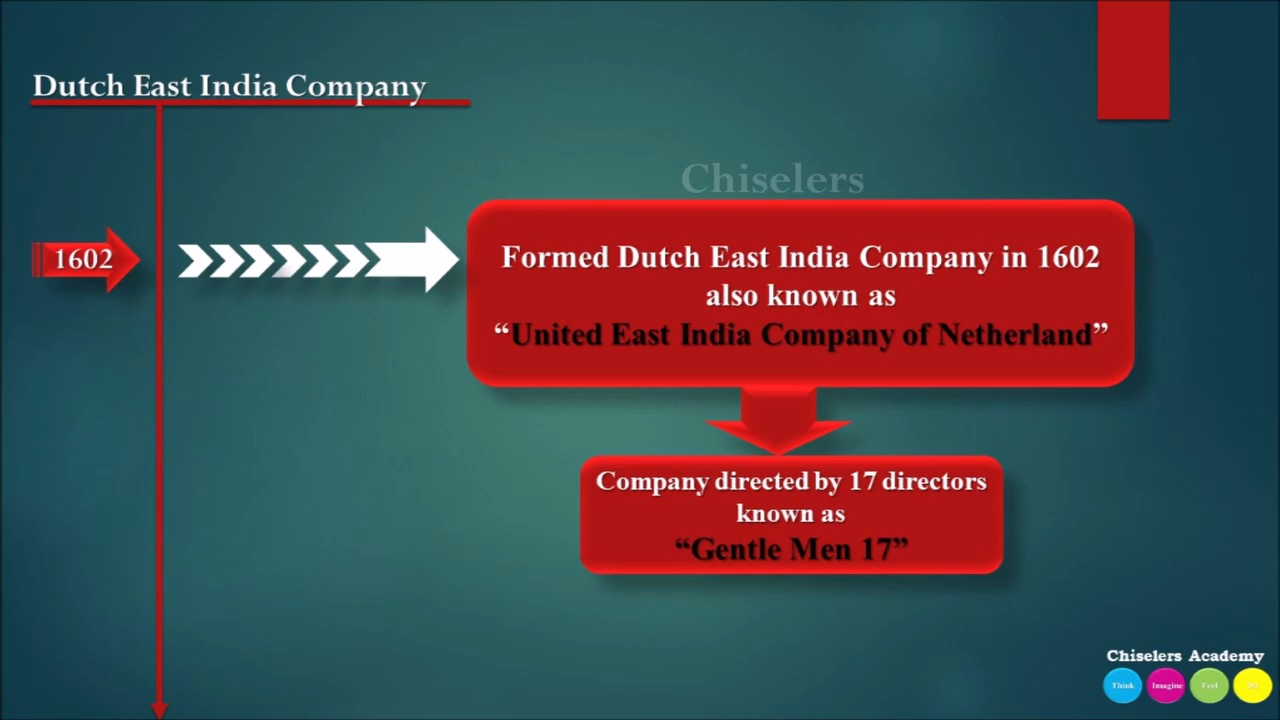 Dutch East India Company
Chiselers
1602
Formed Dutch East India Company in 1602
also known as
“United East India Company of Netherland”
Company directed by 17 directors
known as
“Gentle Men 17”
Chiselers Academy
Think Imagine Feel